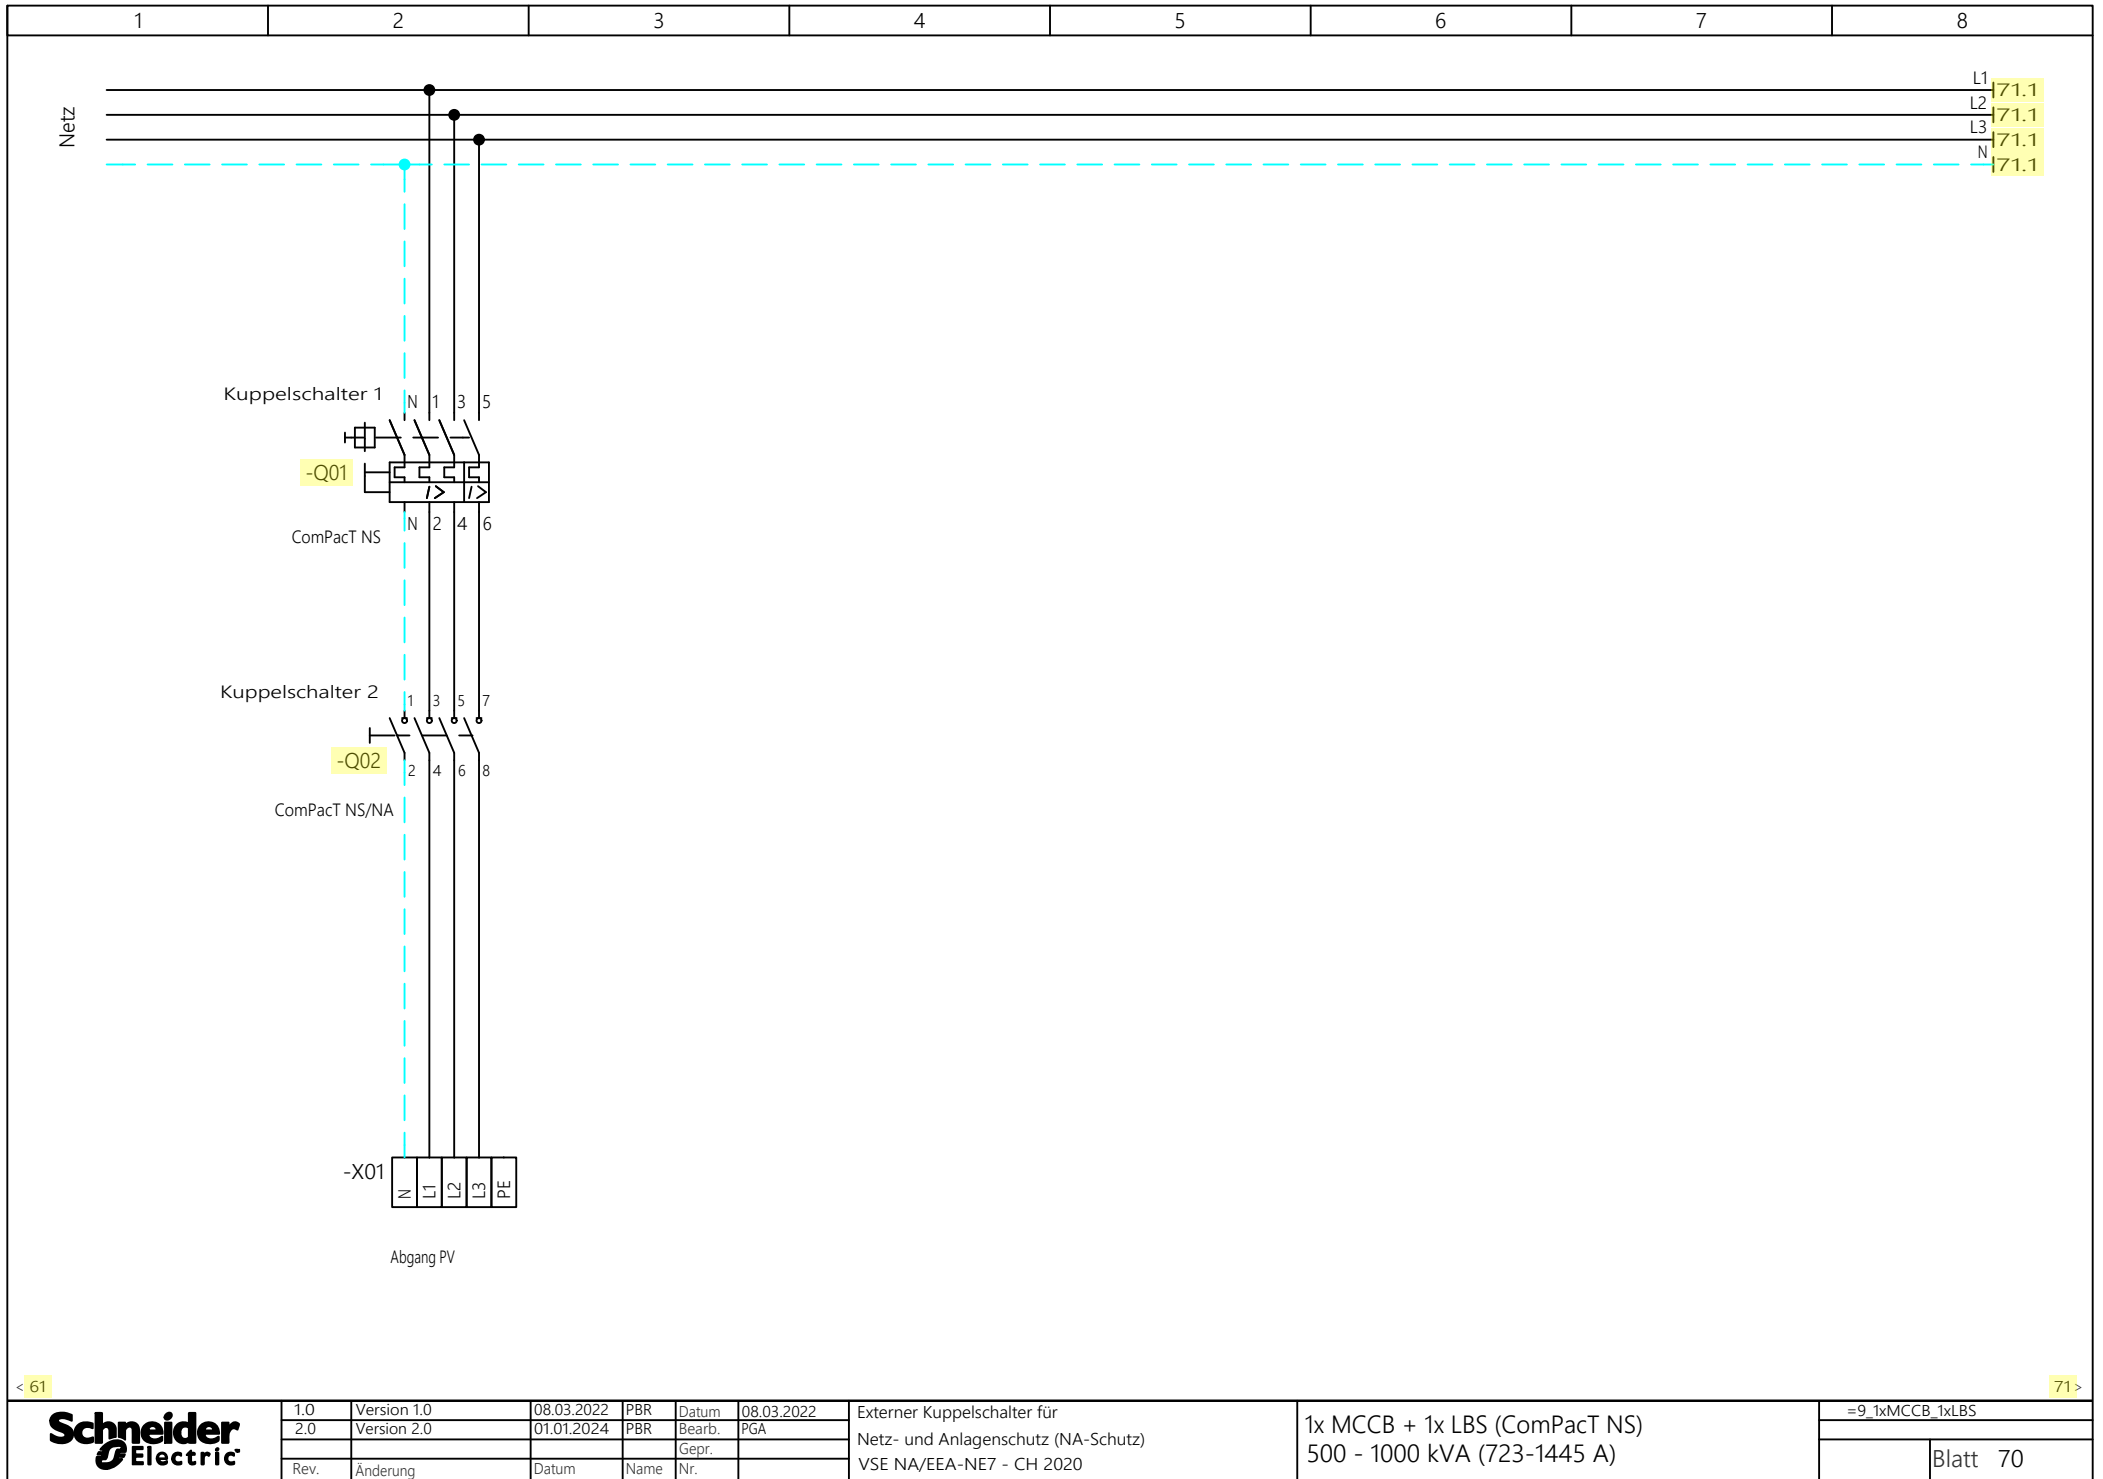 1 2 3 4 5 6 7 8
Netz
L1 71.1
L2 71.1
L3 71.1
N 71.1
Kuppelschalter 1
N 1 3 5
-Q01
I> I>
N 2 4 6
ComPacT NS
Kuppelschalter 2
1 3 5 7
-Q02
2 4 6 8
ComPacT NS/NA
-X01
N L1 L2 L3 PE
Abgang PV
< 61
71 >
Schneider
Electric
1.0 Version 1.0 08.03.2022 PBR Datum 08.03.2022
2.0 Version 2.0 01.01.2024 PBR Bearb. PGA
Gepr.
Rev. Änderung Datum Name Nr.
Externer Kuppelschalter für
Netz- und Anlagenschutz (NA-Schutz)
VSE NA/EEA-NE7 - CH 2020
1x MCCB + 1x LBS (ComPacT NS)
500 - 1000 kVA (723-1445 A)
=9_1xMCCB_1xLBS
Blatt 70